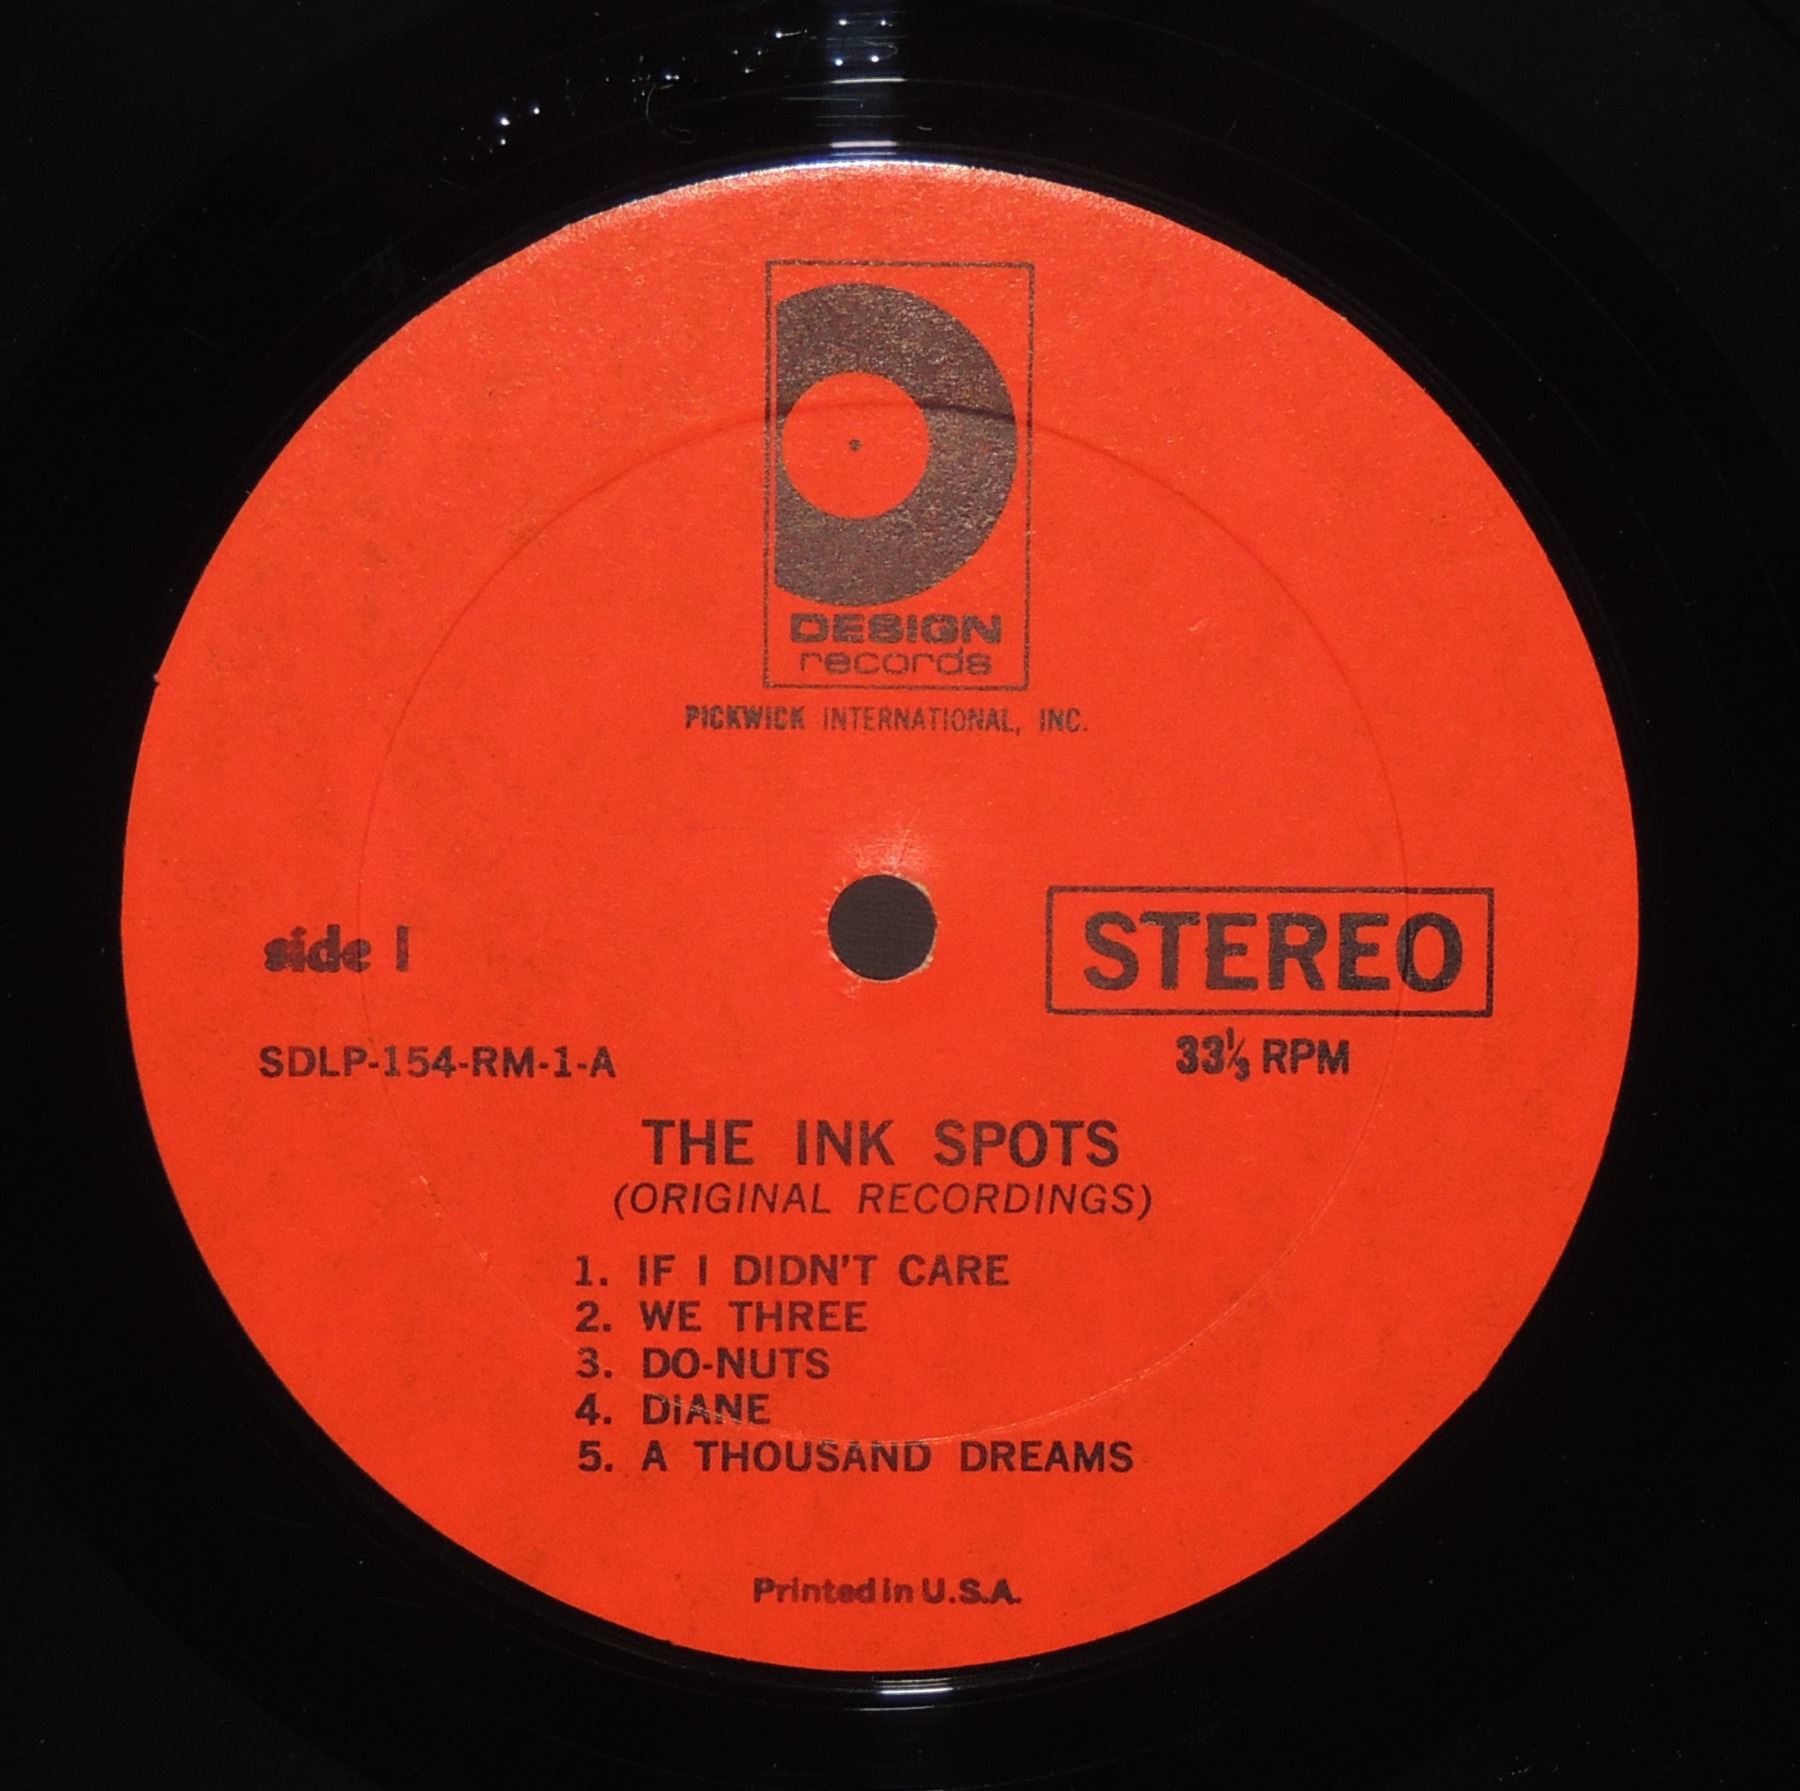 DESIGN
records
PICKWICK INTERNATIONAL, INC.
side 1
STEREO
SDLP-154-RM-1-A
33⅓ RPM
THE INK SPOTS
(ORIGINAL RECORDINGS)
1. IF I DIDN'T CARE
2. WE THREE
3. DO-NUTS
4. DIANE
5. A THOUSAND DREAMS
Printed in U.S.A.